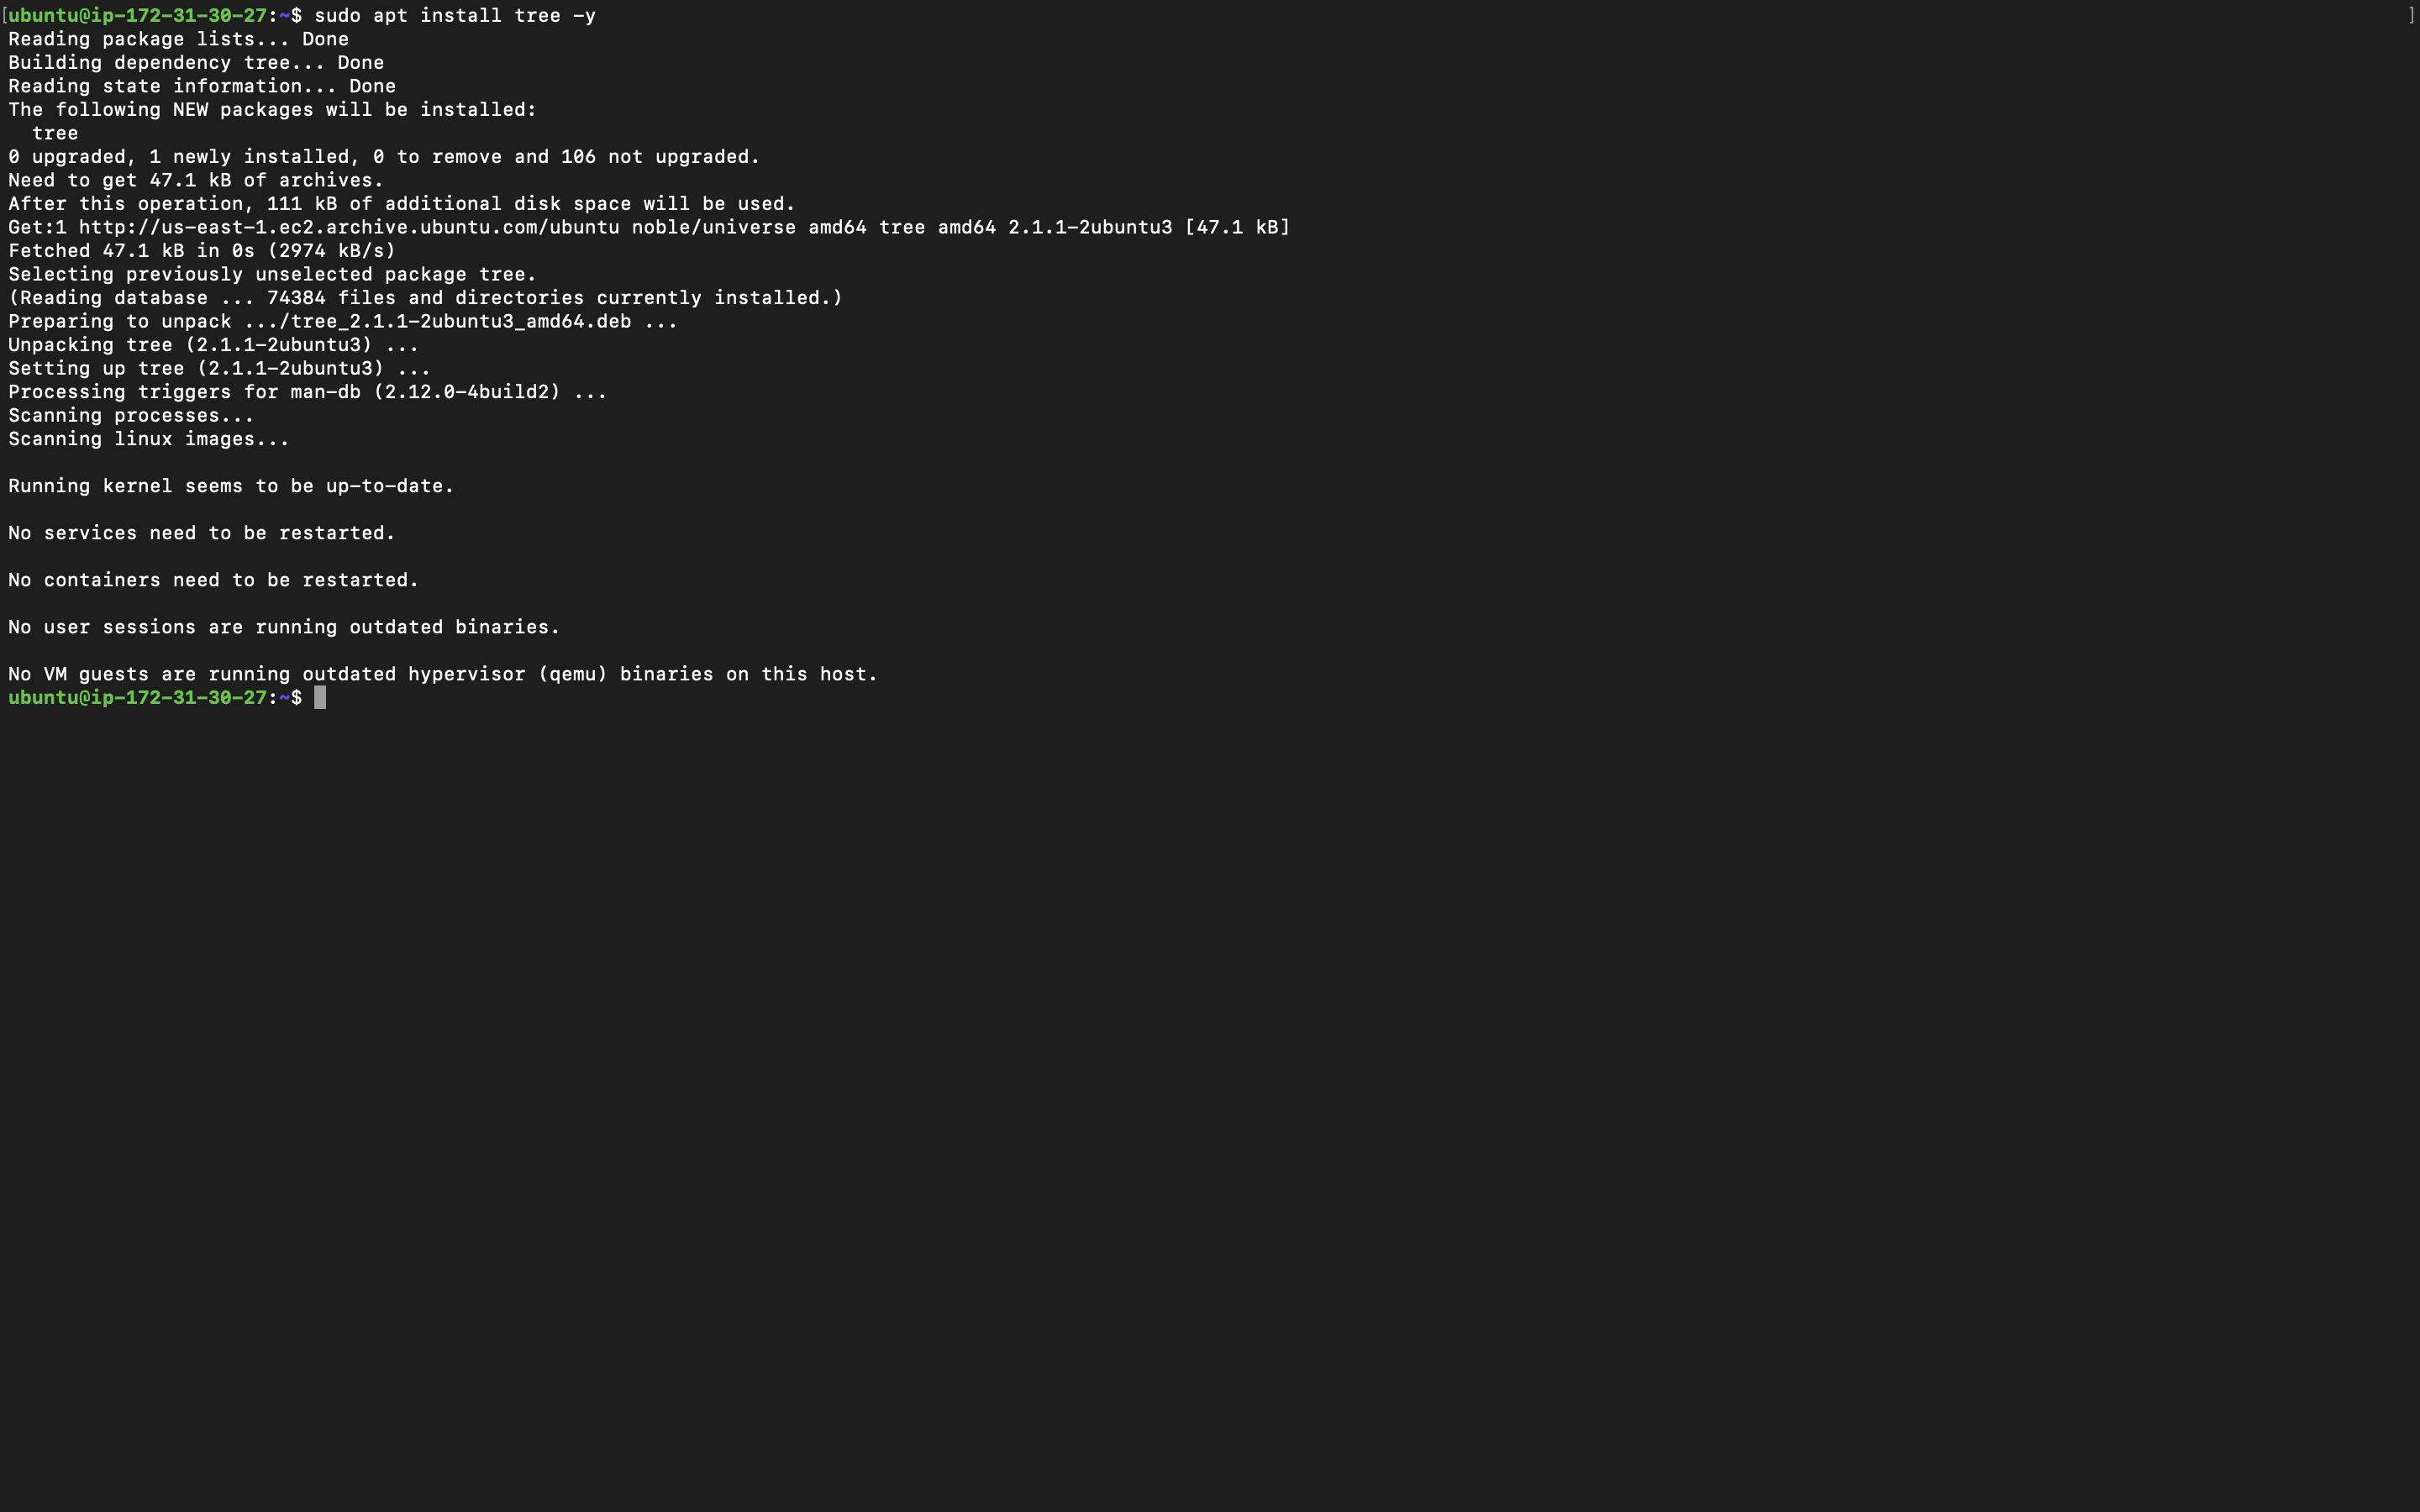 [ubuntu@ip-172-31-30-27:~$ sudo apt install tree -y ]
Reading package lists... Done
Building dependency tree... Done
Reading state information... Done
The following NEW packages will be installed:
  tree
0 upgraded, 1 newly installed, 0 to remove and 106 not upgraded.
Need to get 47.1 kB of archives.
After this operation, 111 kB of additional disk space will be used.
Get:1 http://us-east-1.ec2.archive.ubuntu.com/ubuntu noble/universe amd64 tree amd64 2.1.1-2ubuntu3 [47.1 kB]
Fetched 47.1 kB in 0s (2974 kB/s)
Selecting previously unselected package tree.
(Reading database ... 74384 files and directories currently installed.)
Preparing to unpack .../tree_2.1.1-2ubuntu3_amd64.deb ...
Unpacking tree (2.1.1-2ubuntu3) ...
Setting up tree (2.1.1-2ubuntu3) ...
Processing triggers for man-db (2.12.0-4build2) ...
Scanning processes...
Scanning linux images...

Running kernel seems to be up-to-date.

No services need to be restarted.

No containers need to be restarted.

No user sessions are running outdated binaries.

No VM guests are running outdated hypervisor (qemu) binaries on this host.
ubuntu@ip-172-31-30-27:~$